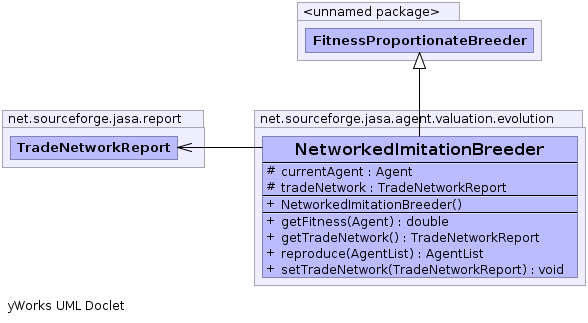 <unnamed package>
FitnessProportionateBreeder
net.sourceforge.jasa.report
TradeNetworkReport
net.sourceforge.jasa.agent.valuation.evolution
NetworkedImitationBreeder
# currentAgent : Agent
# tradeNetwork : TradeNetworkReport
+ NetworkedImitationBreeder()
+ getFitness(Agent) : double
+ getTradeNetwork() : TradeNetworkReport
+ reproduce(AgentList) : AgentList
+ setTradeNetwork(TradeNetworkReport) : void
yWorks UML Doclet